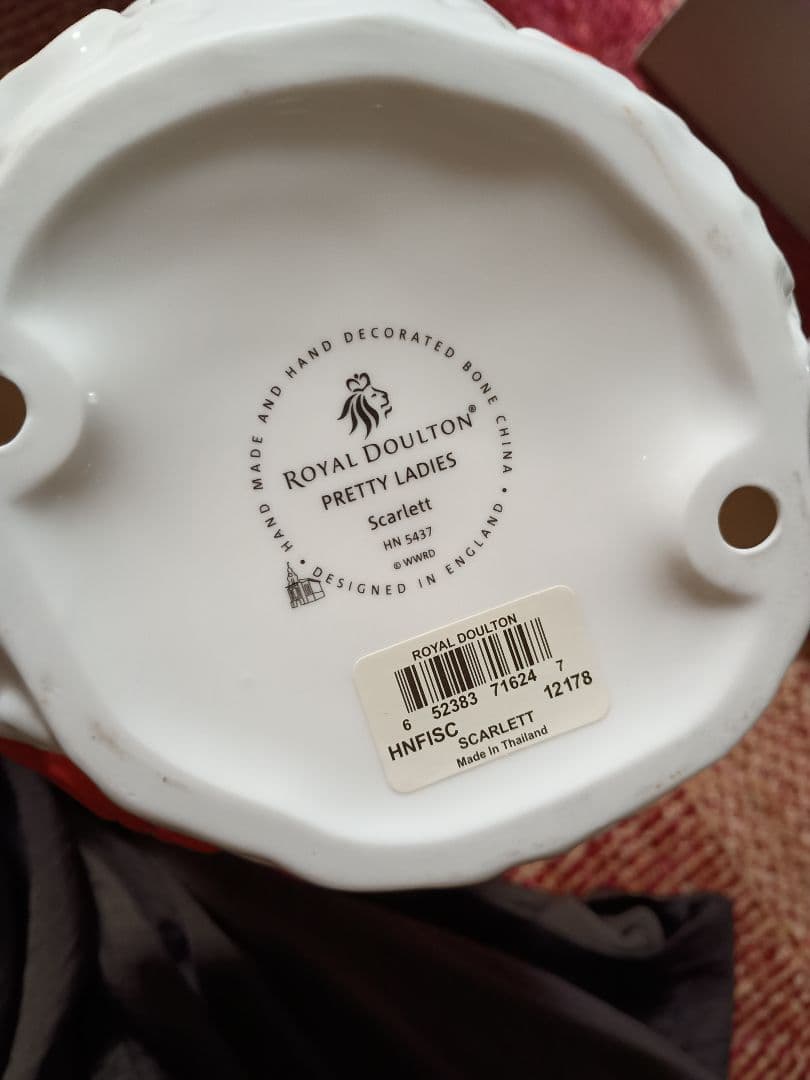 HAND MADE AND HAND DECORATED BONE CHINA • DESIGNED IN ENGLAND •
ROYAL DOULTON®
PRETTY LADIES
Scarlett
HN 5437
© WWRD
ROYAL DOULTON
6 52383 71624 7
HNFISC 12178
SCARLETT
Made In Thailand